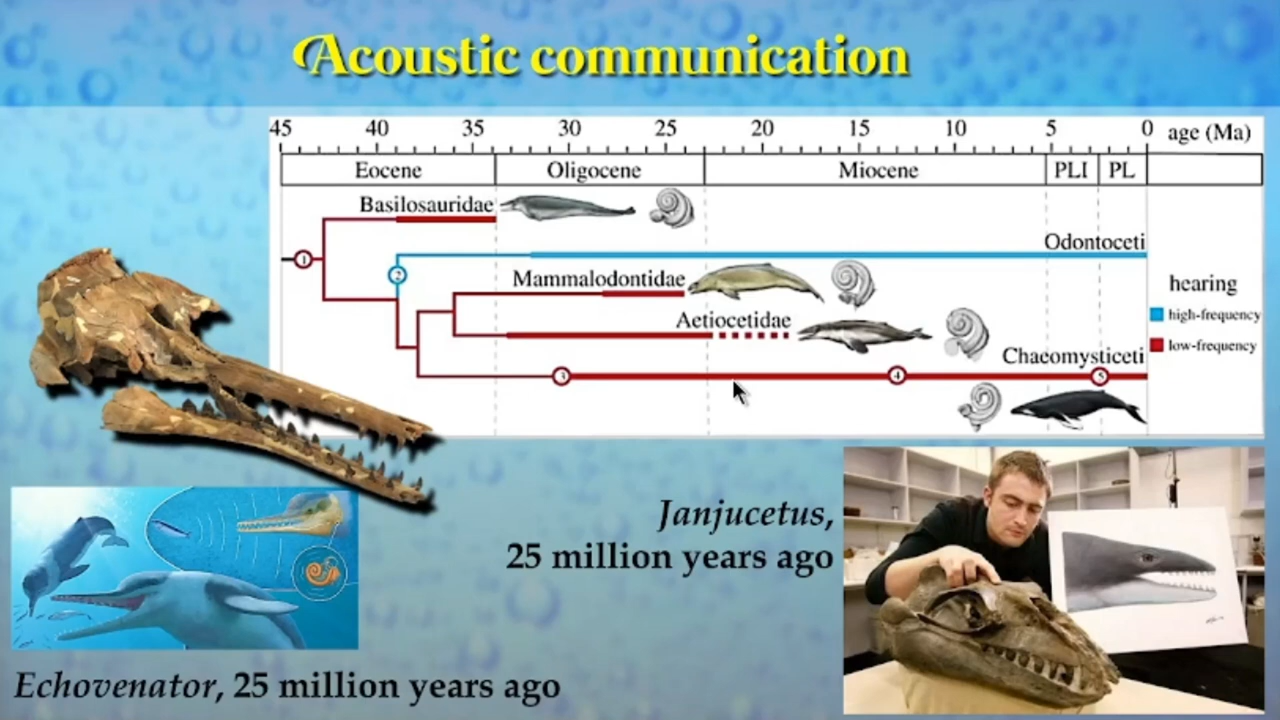 Acoustic communication
45 40 35 30 25 20 15 10 5 0 age (Ma)
Eocene Oligocene Miocene PLI PL
Basilosauridae
1
Odontoceti
2
Mammalodontidae
hearing
high-frequency
Aetiocetidae
low-frequency
Chaeomysticeti
3 4 5
Janjucetus,
25 million years ago
Echovenator, 25 million years ago